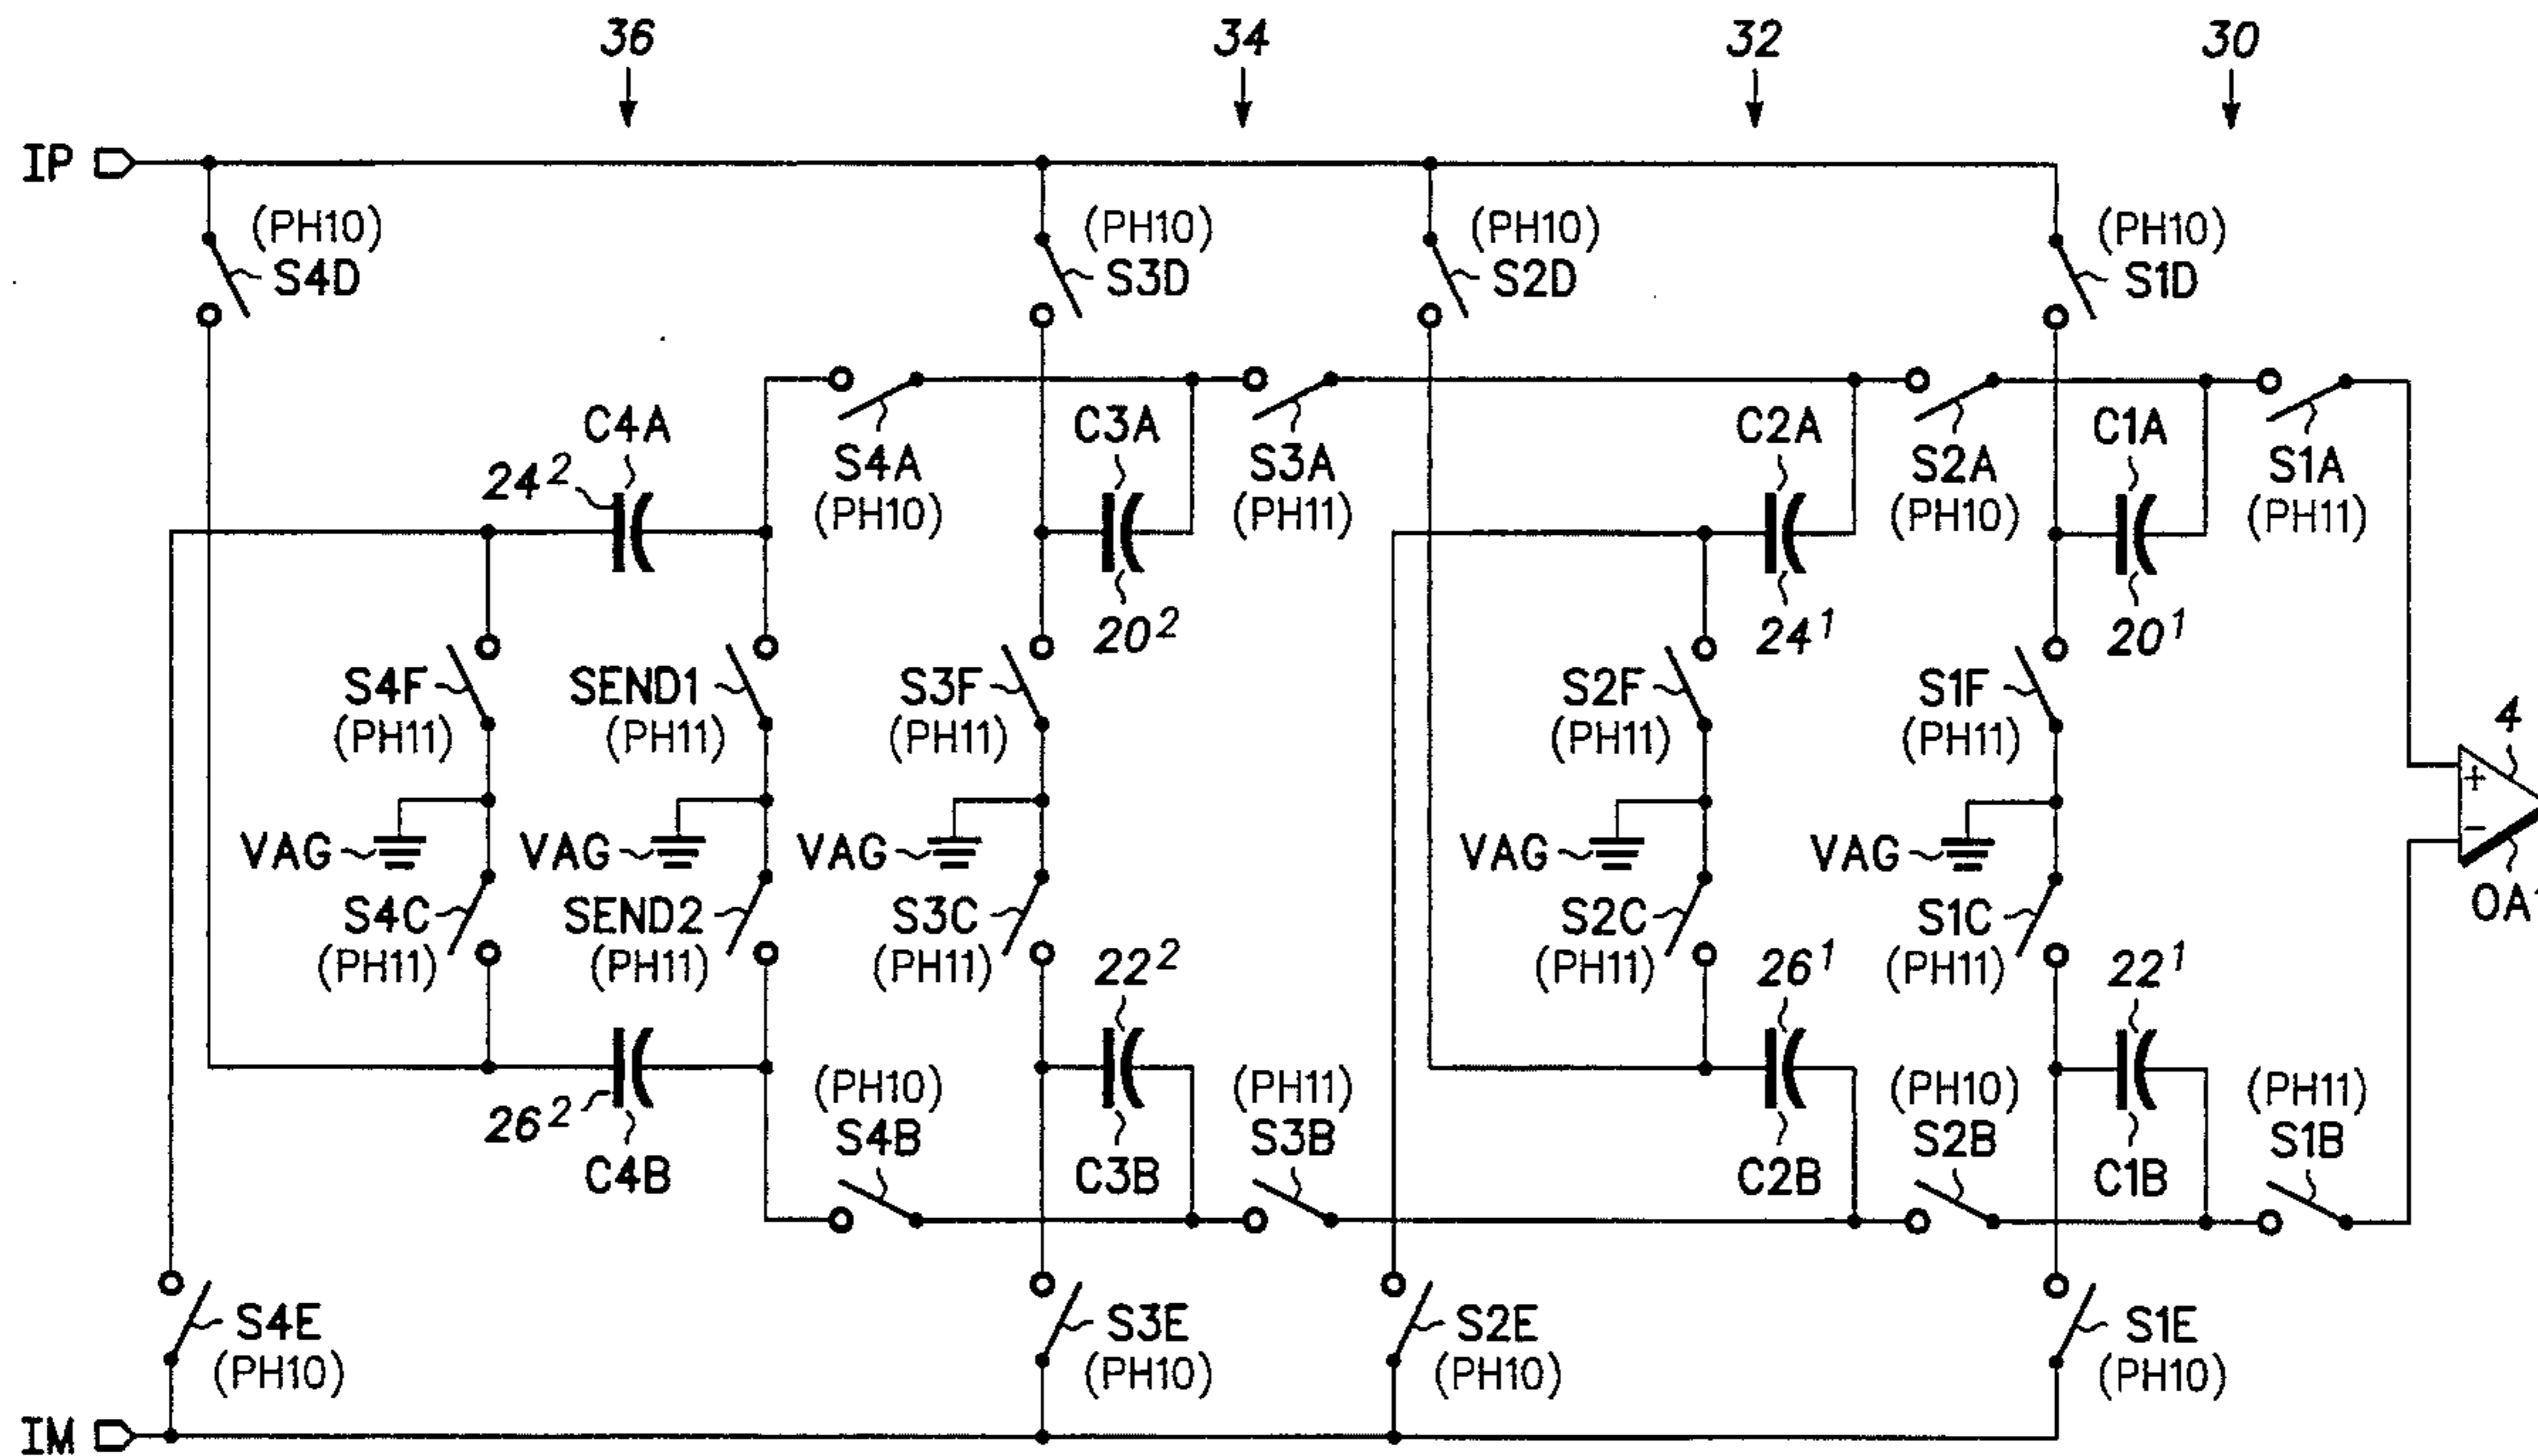 36 34 32 30
IP
(PH10) (PH10) (PH10) (PH10)
S4D S3D S2D S1D
C4A C3A C2A C1A
24² S4A S3A S2A S1A
(PH10) (PH11) (PH10) (PH11)
20² 24¹ 20¹
S4F SEND1 S3F S2F S1F
(PH11) (PH11) (PH11) (PH11) (PH11)
4
+
VAG VAG VAG VAG VAG
−
S4C SEND2 S3C S2C S1C OA1
(PH11) (PH11) (PH11) (PH11) (PH11)
22² 26¹ 22¹
(PH10) (PH11) (PH10) (PH11)
26² S4B S3B S2B S1B
C4B C3B C2B C1B
S4E S3E S2E S1E
(PH10) (PH10) (PH10) (PH10)
IM